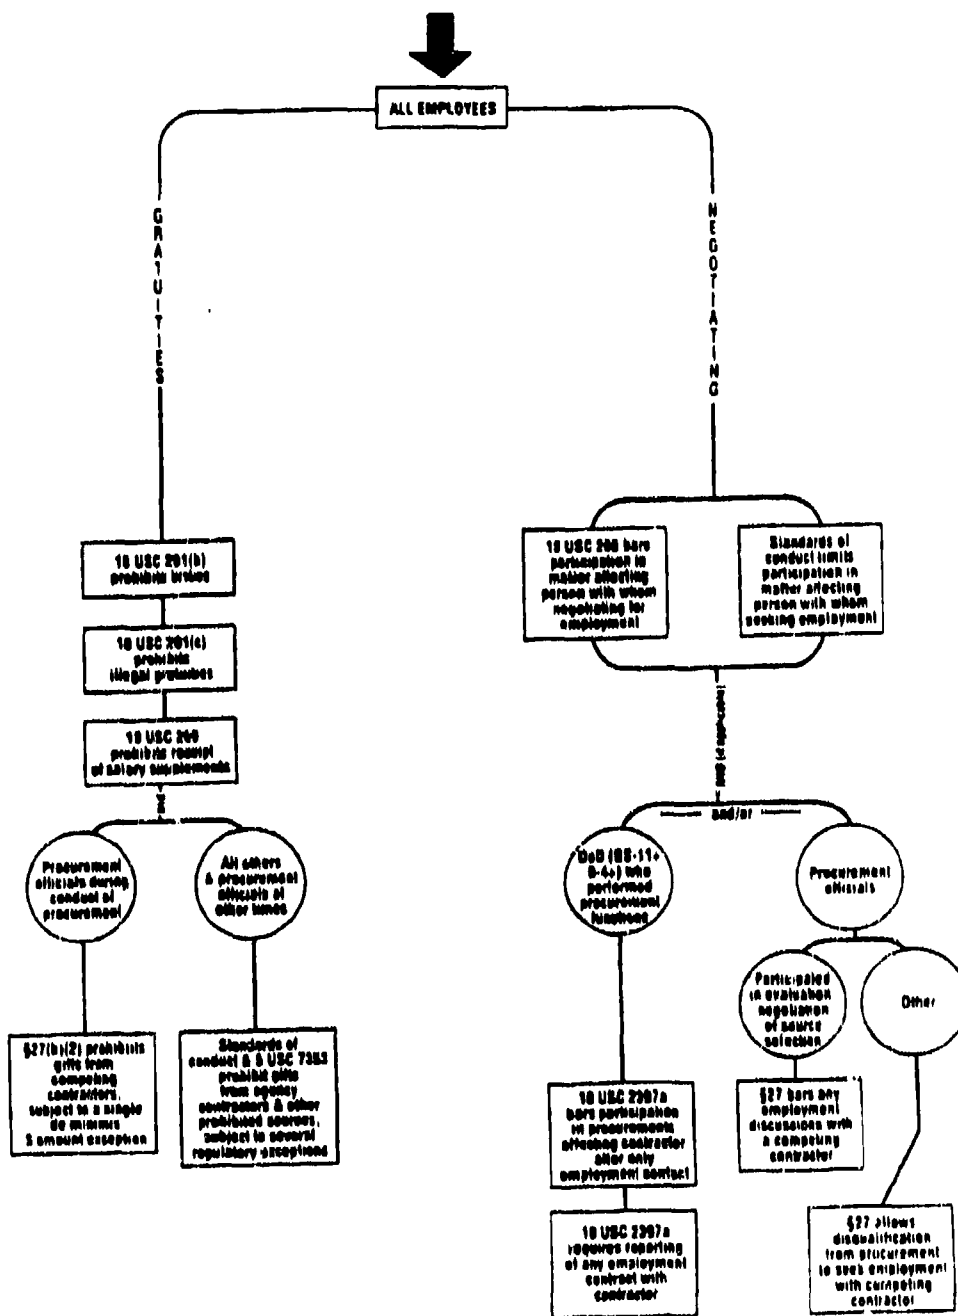 ALL EMPLOYEES
GRATUITIES
NEGOTIATING
18 USC 201(b)
prohibits bribes
18 USC 201(c)
prohibits
illegal gratuities
18 USC 209
prohibits receipt
of salary supplements
and
Procurement
officials during
conduct of
procurement
All others
& procurement
officials at
other times
§27(b)(2) prohibits
gifts from
competing
contractors,
subject to a single
de minimis
$ amount exception
Standards of
conduct & 5 USC 7353
prohibit gifts
from agency
contractors & other
prohibited sources,
subject to several
regulatory exceptions
18 USC 208 bars
participation in
matter affecting
person with whom
negotiating for
employment
Standards of
conduct limits
participation in
matter affecting
person with whom
seeking employment
and (if applicable)
and/or
DoD (GS-11+
O-4+) who
performed
procurement
functions
Procurement
officials
Participated
in evaluation
negotiation
of source
selection
Other
10 USC 2397a
bars participation
in procurements
affecting contractor
after only
employment contact
10 USC 2397a
requires reporting
of any employment
contract with
contractor
§27 bars any
employment
discussions with
a competing
contractor
§27 allows
disqualification
from procurement
to seek employment
with competing
contractor